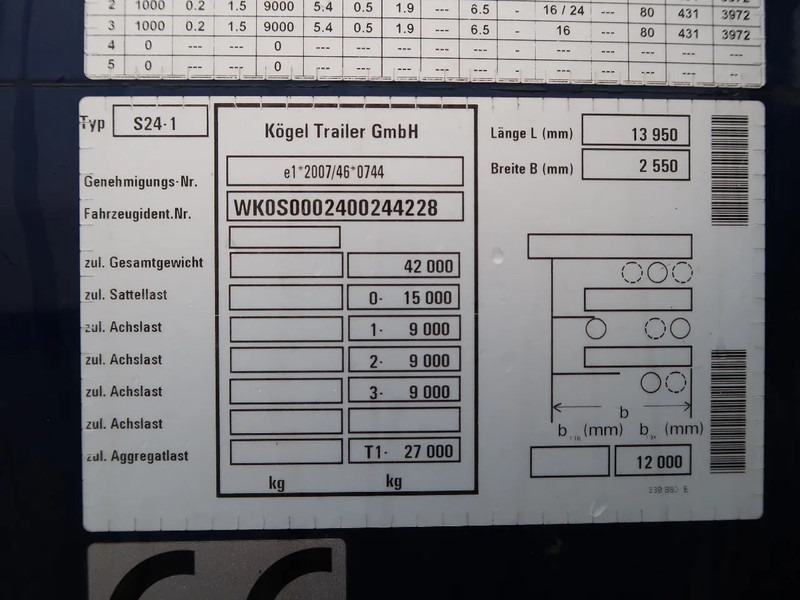 2 1000 0.2 1.5 9000 5.4 0.5 1.9 --- 6.5 - 16 / 24 --- 80 431 3972
3 1000 0.2 1.5 9000 5.4 0.5 1.9 --- 6.5 - 16 --- 80 431 3972
4 0 --- --- 0 --- --- --- --- --- - --- --- --- --- ---
5 0 --- --- 0 --- --- --- --- --- - --- --- --- --- --
Typ S24-1
Kögel Trailer GmbH
Länge L (mm) 13 950
Breite B (mm) 2 550
Genehmigungs-Nr. e1*2007/46*0744
Fahrzeugident.Nr. WK0S0002400244228
zul. Gesamtgewicht 42 000
zul. Sattellast 0- 15 000
zul. Achslast 1- 9 000
zul. Achslast 2- 9 000
zul. Achslast 3- 9 000
zul. Achslast
zul. Aggregatlast T1- 27 000
kg kg
b
b (mm) b (mm)
12 000